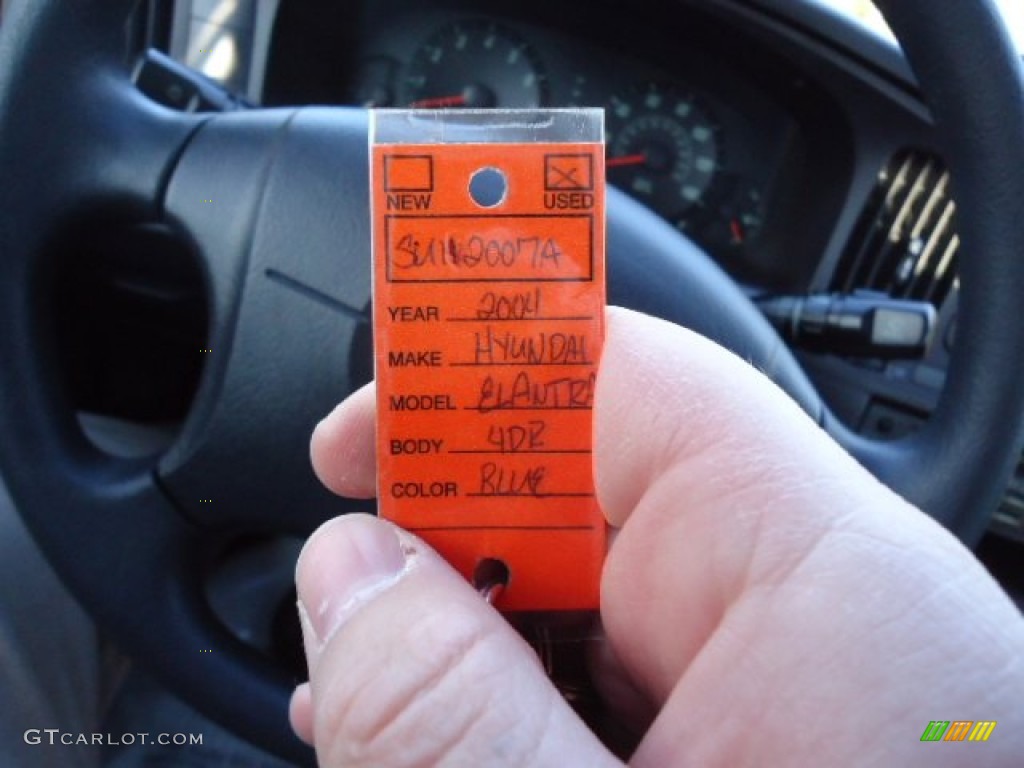 NEW USED
YEAR 2004
MAKE HYUNDAI
MODEL ELANTRA
BODY 4DR
COLOR BLUE
GTCARLOT.COM